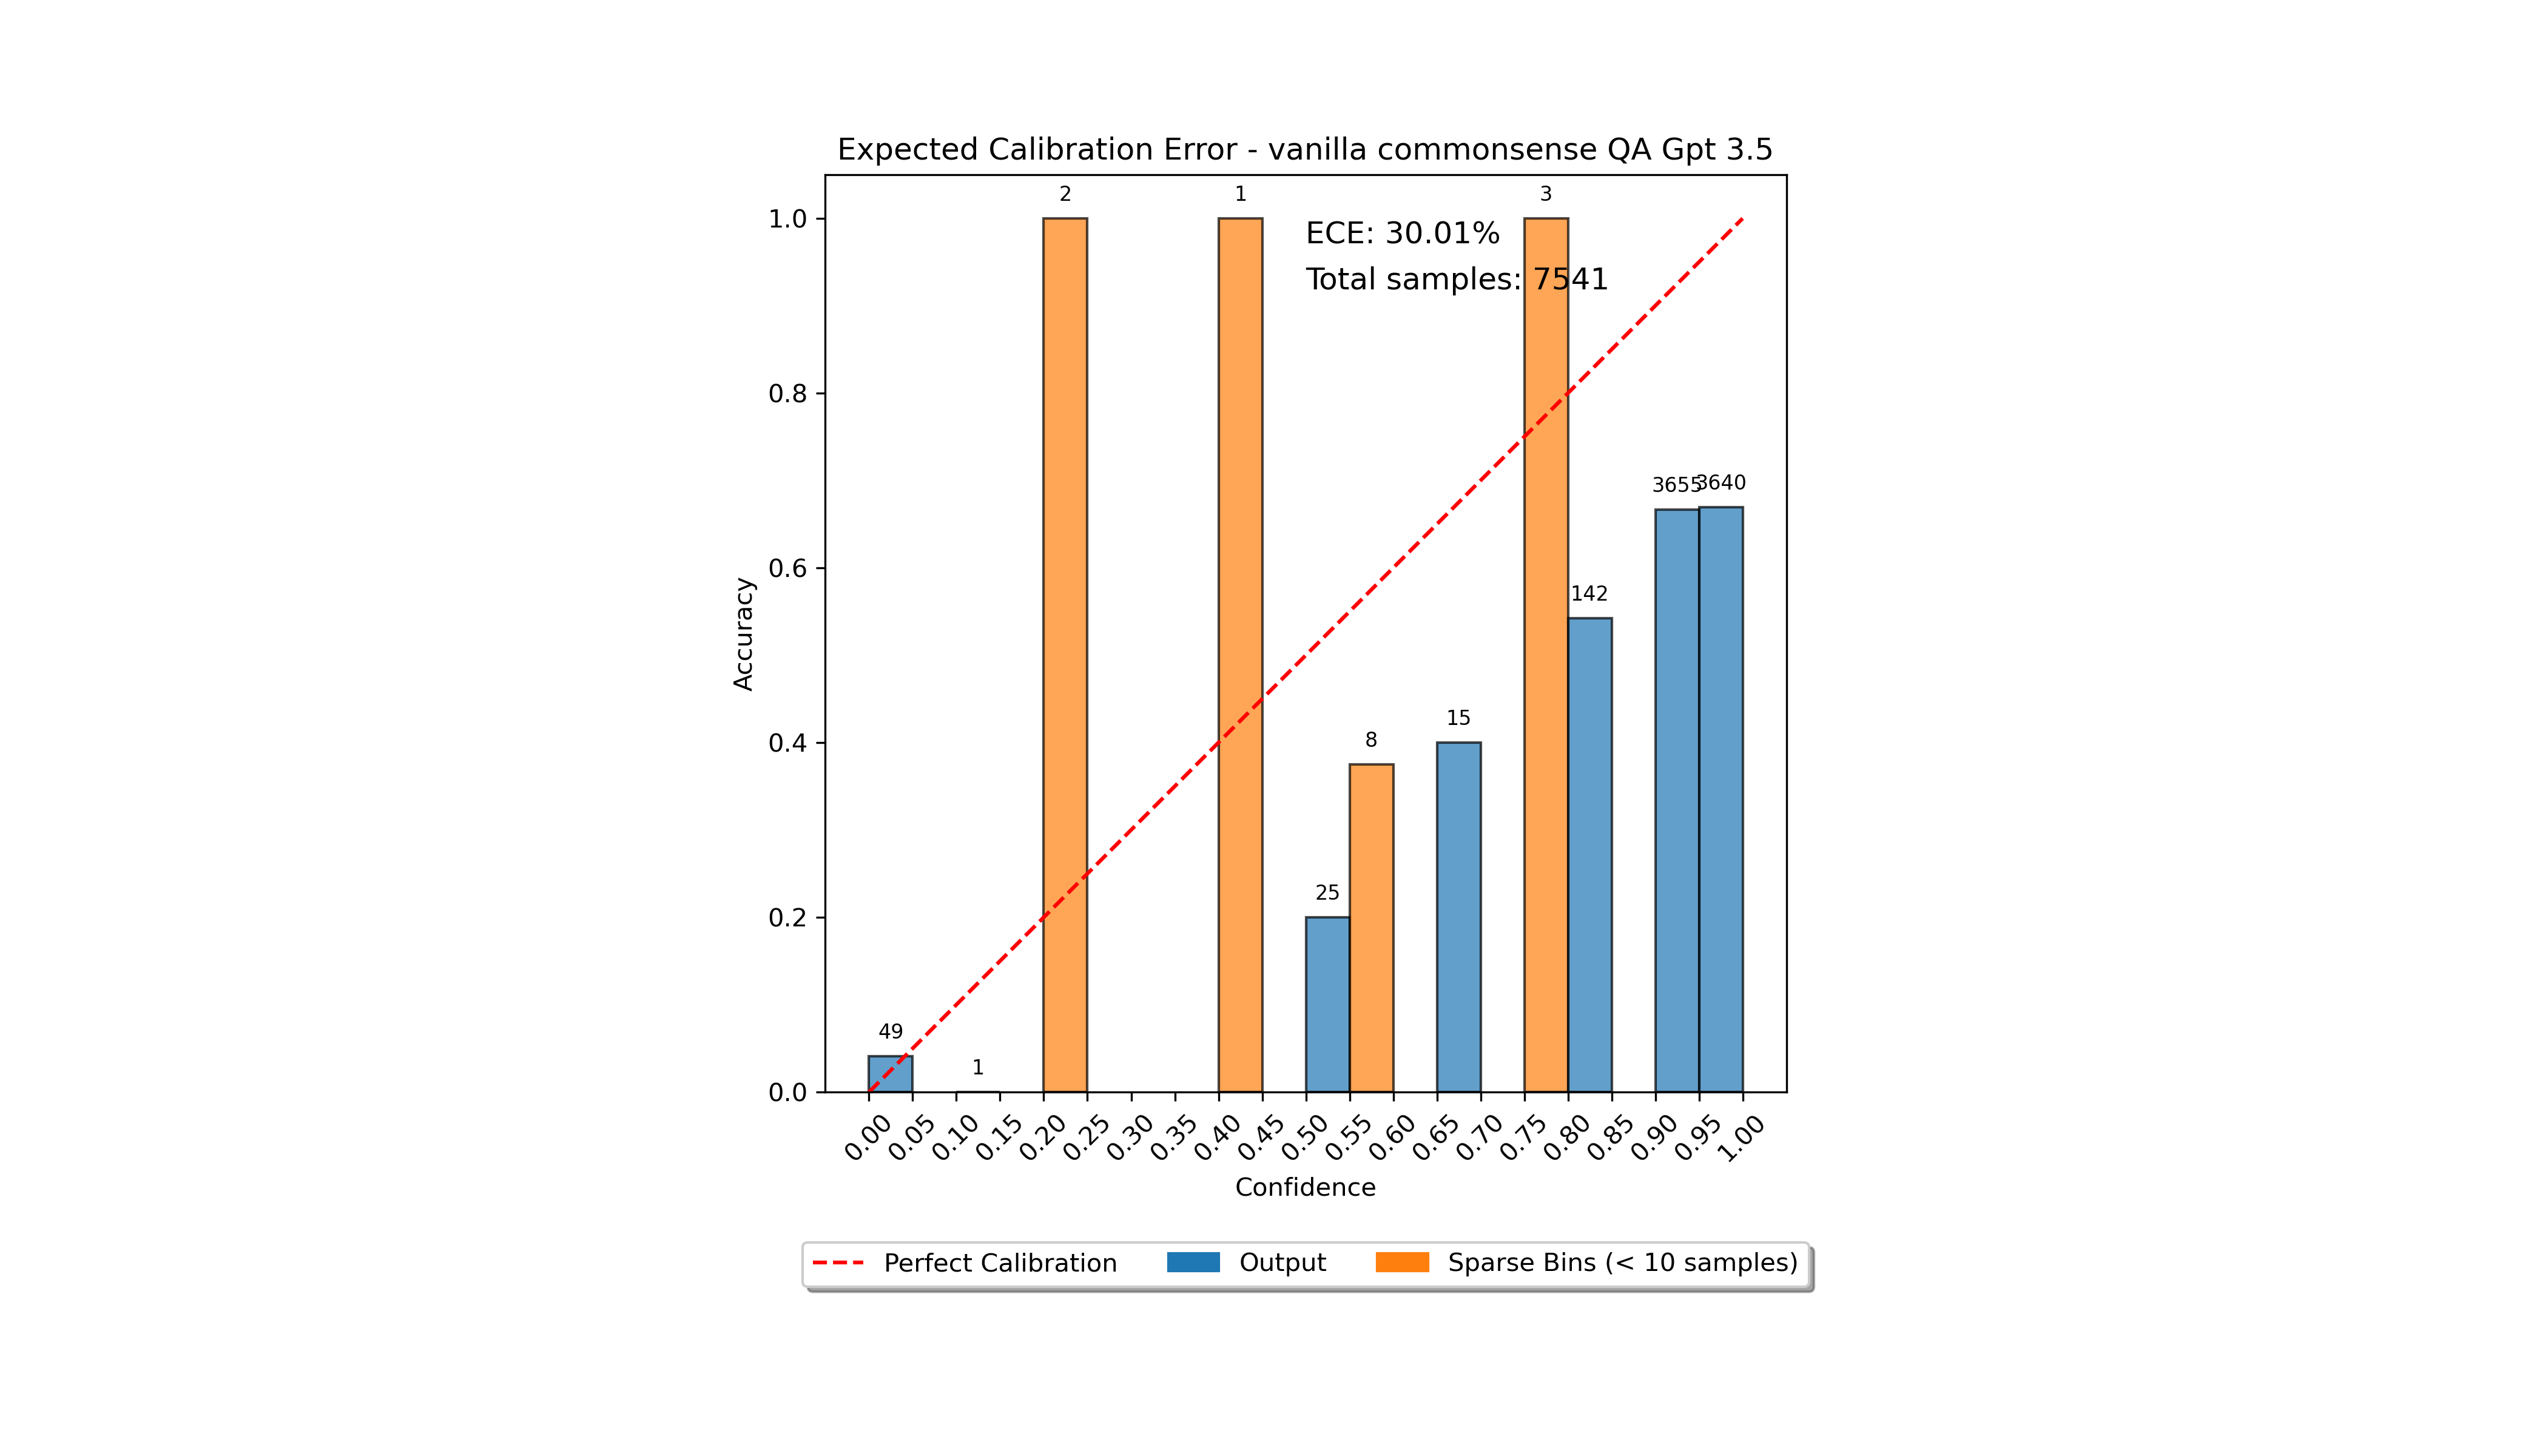 Expected Calibration Error - vanilla commonsense QA Gpt 3.5
2
1
3
1.0
ECE: 30.01%
Total samples: 7541
0.8
3655
3640
0.6
142
Accuracy
15
0.4
8
25
0.2
49
1
0.0
0.00 0.05 0.10 0.15 0.20 0.25 0.30 0.35 0.40 0.45 0.50 0.55 0.60 0.65 0.70 0.75 0.80 0.85 0.90 0.95 1.00
Confidence
Perfect Calibration Output Sparse Bins (< 10 samples)